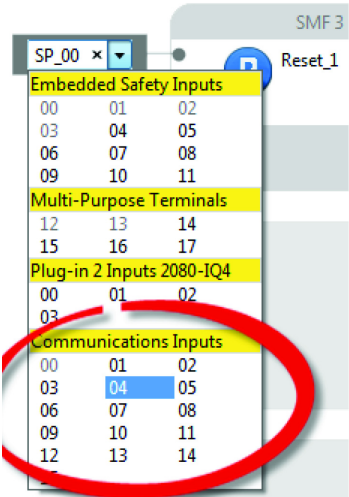 SMF 3
SP_00 ×
Reset_1
Embedded Safety Inputs
00 01 02
03 04 05
06 07 08
09 10 11
Multi-Purpose Terminals
12 13 14
15 16 17
Plug-in 2 Inputs 2080-IQ4
00 01 02
03
Communications Inputs
00 01 02
03 04 05
06 07 08
09 10 11
12 13 14